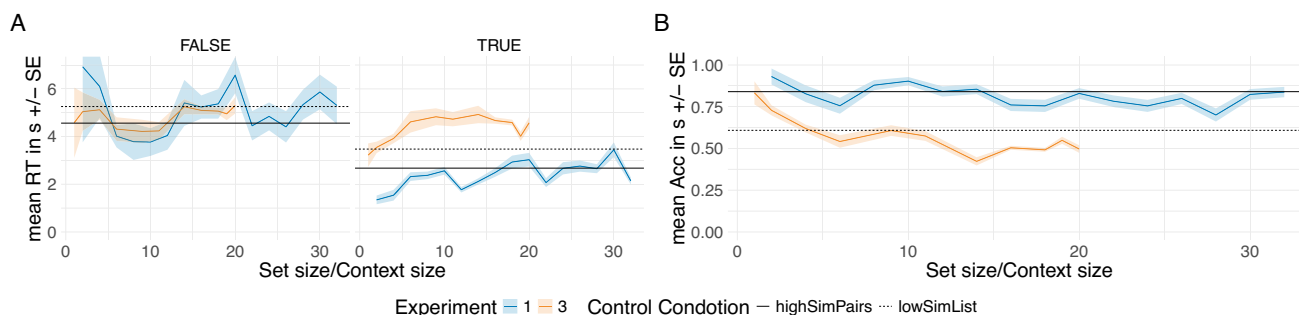 A
FALSE
TRUE
mean RT in s +/− SE
6
4
2
0
0 10 20 30
0 10 20 30
Set size/Context size
B
mean Acc in s +/− SE
1.00
0.75
0.50
0.25
0.00
0 10 20 30
Set size/Context size
Experiment 1 3 Control Condotion highSimPairs lowSimList